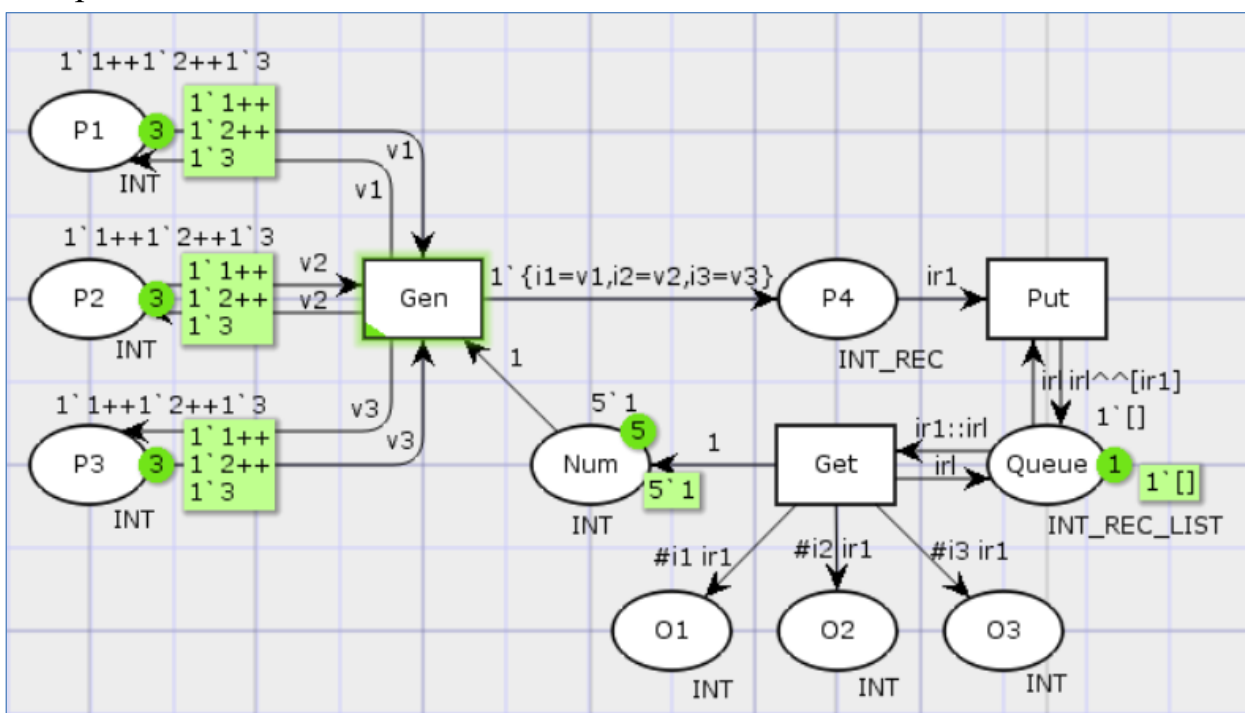 1`1++1`2++1`3
P1
3
1`1++
1`2++
1`3
INT
v1
v1
1`1++1`2++1`3
P2
3
1`1++
1`2++
1`3
INT
v2
v2
Gen
1`{i1=v1,i2=v2,i3=v3}
P4
INT_REC
ir1
Put
1`1++1`2++1`3
P3
3
1`1++
1`2++
1`3
INT
v3
v3
1
5`1
Num
5
5`1
INT
1
Get
ir1::irl
irl
irl
irl^^[ir1]
1`[]
Queue
1
1`[]
INT_REC_LIST
#i1 ir1
#i2 ir1
#i3 ir1
O1
INT
O2
INT
O3
INT